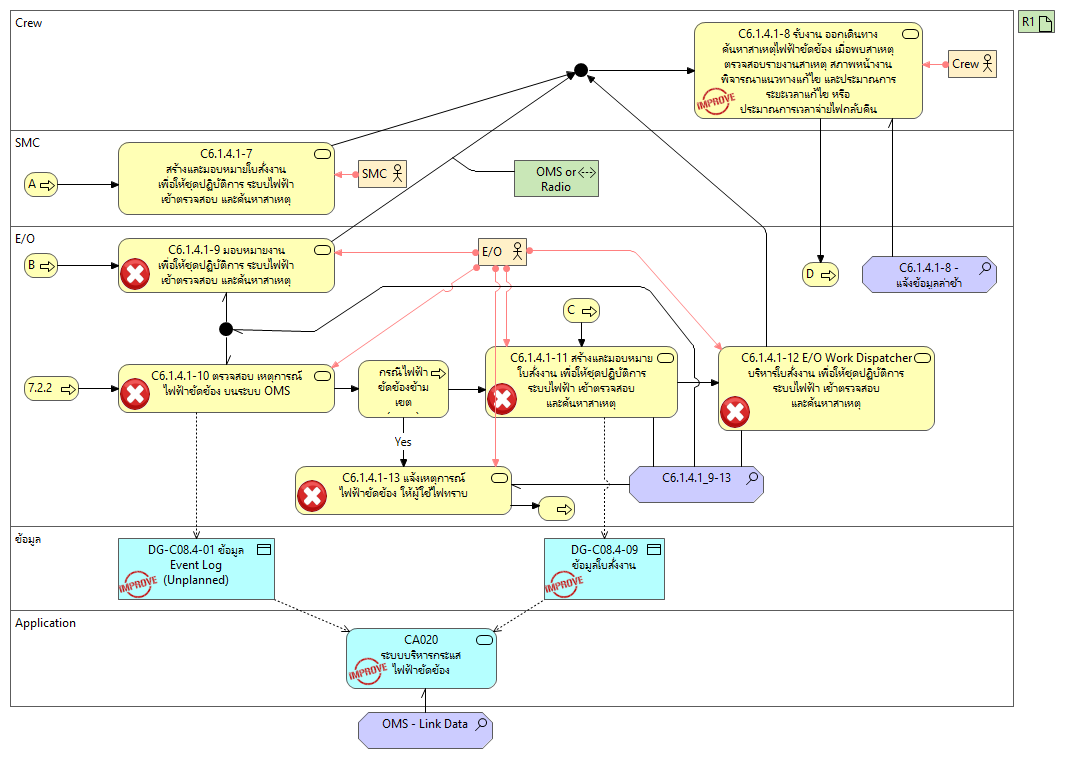 Crew
R1
C6.1.4.1-8 รับงาน ออกเดินทาง
ค้นหาสาเหตุไฟฟ้าขัดข้อง เมื่อพบสาเหตุ
ตรวจสอบรายงานสาเหตุ สภาพหน้างาน
พิจารณาแนวทางแก้ไข และประมาณการ
ระยะเวลาแก้ไข หรือ
ประมาณการเวลาจ่ายไฟกลับคืน
IMPROVE
Crew
SMC
C6.1.4.1-7
สร้างและมอบหมายใบสั่งงาน
เพื่อให้ชุดปฏิบัติการ ระบบไฟฟ้า
เข้าตรวจสอบ และค้นหาสาเหตุ
A
SMC
OMS or
Radio
E/O
C6.1.4.1-9 มอบหมายงาน
เพื่อให้ชุดปฏิบัติการ ระบบไฟฟ้า
เข้าตรวจสอบ และค้นหาสาเหตุ
B
E/O
D
C6.1.4.1-8 -
แจ้งข้อมูลล่าช้า
C
7.2.2
C6.1.4.1-10 ตรวจสอบ เหตุการณ์
ไฟฟ้าขัดข้อง บนระบบ OMS
กรณีไฟฟ้า
ขัดข้องข้าม
เขต
C6.1.4.1-11 สร้างและมอบหมาย
ใบสั่งงาน เพื่อให้ชุดปฏิบัติการ
ระบบไฟฟ้า เข้าตรวจสอบ
และค้นหาสาเหตุ
C6.1.4.1-12 E/O Work Dispatcher
บริหารใบสั่งงาน เพื่อให้ชุดปฏิบัติการ
ระบบไฟฟ้า เข้าตรวจสอบ
และค้นหาสาเหตุ
Yes
C6.1.4.1-13 แจ้งเหตุการณ์
ไฟฟ้าขัดข้อง ให้ผู้ใช้ไฟทราบ
C6.1.4.1_9-13
ข้อมูล
DG-C08.4-01 ข้อมูล
Event Log
(Unplanned)
IMPROVE
DG-C08.4-09
ข้อมูลใบสั่งงาน
IMPROVE
Application
CA020
ระบบบริหารกระแส
ไฟฟ้าขัดข้อง
IMPROVE
OMS - Link Data